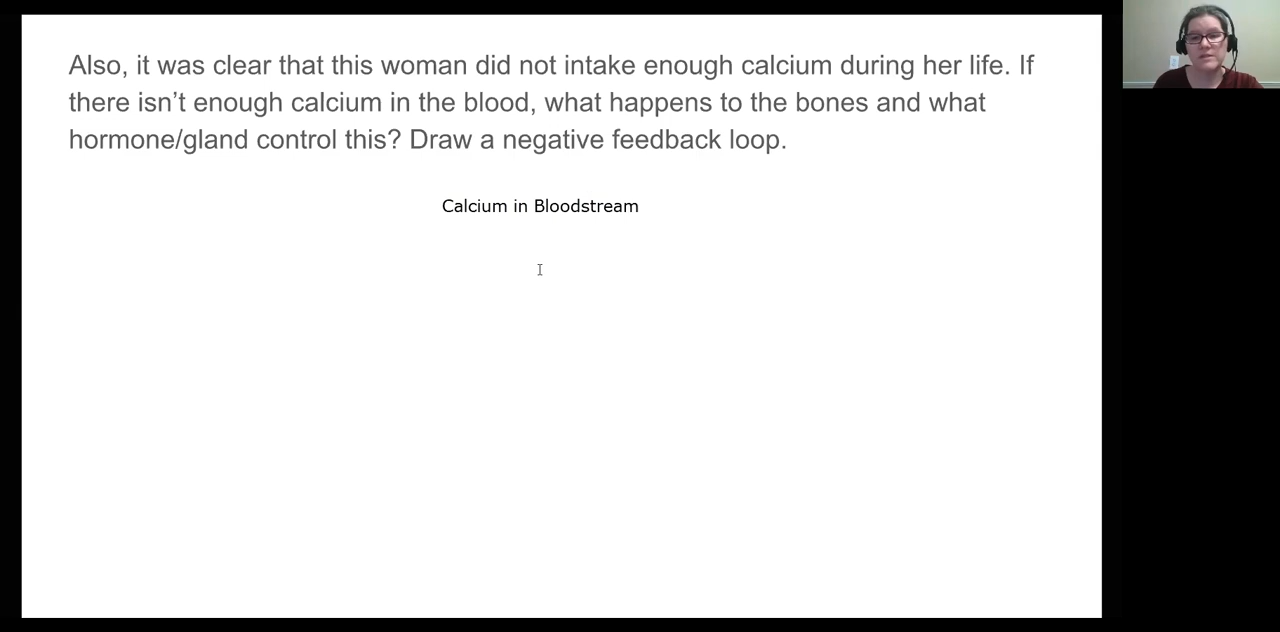 Also, it was clear that this woman did not intake enough calcium during her life. If
there isn’t enough calcium in the blood, what happens to the bones and what
hormone/gland control this? Draw a negative feedback loop.
Calcium in Bloodstream